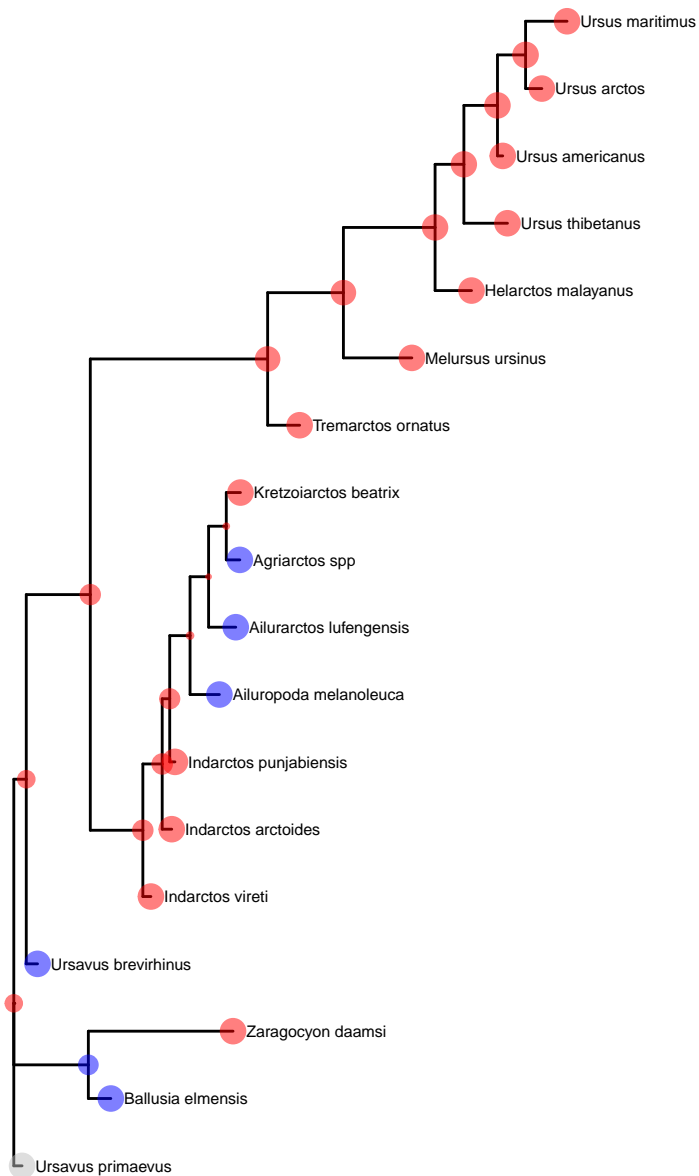 Ursus maritimus
Ursus arctos
Ursus americanus
Ursus thibetanus
Helarctos malayanus
Melursus ursinus
Tremarctos ornatus
Kretzoiarctos beatrix
Agriarctos spp
Ailurarctos lufengensis
Ailuropoda melanoleuca
Indarctos punjabiensis
Indarctos arctoides
Indarctos vireti
Ursavus brevirhinus
Zaragocyon daamsi
Ballusia elmensis
Ursavus primaevus